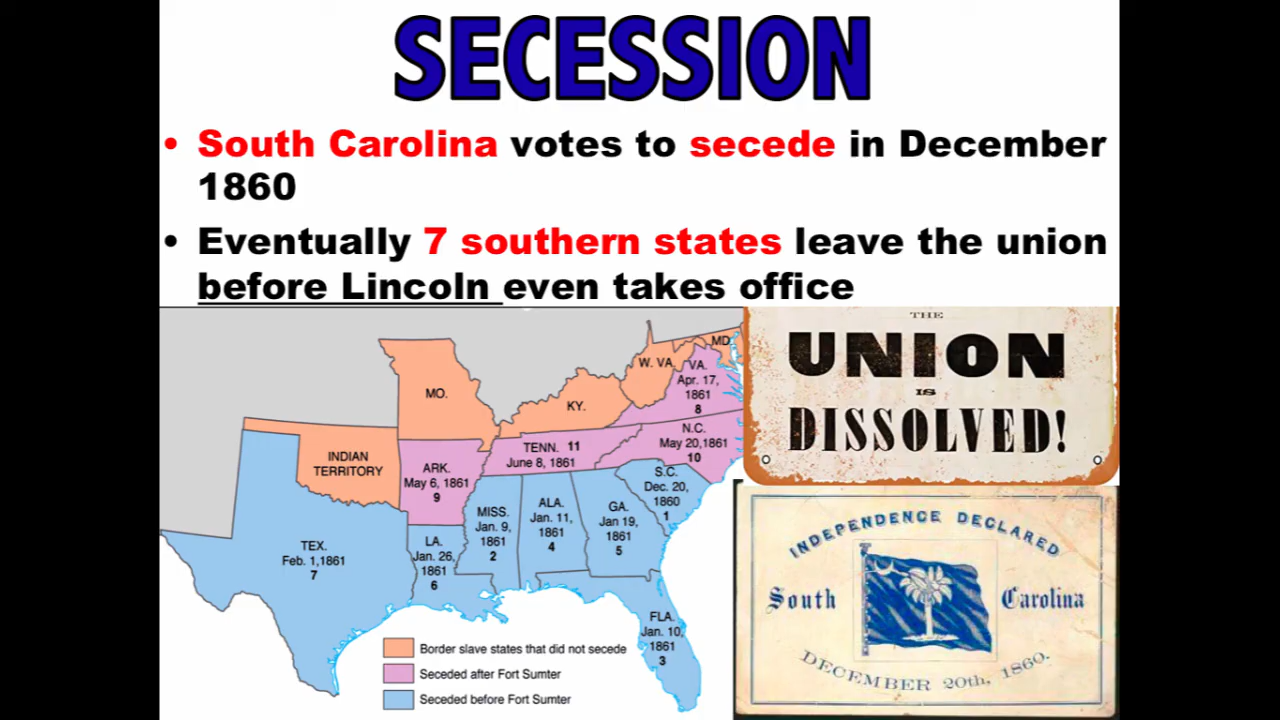 SECESSION
• South Carolina votes to secede in December
1860
• Eventually 7 southern states leave the union
before Lincoln even takes office
MO.
KY.
W. VA.
MD.
VA.
Apr. 17,
1861
8
INDIAN
TERRITORY
ARK.
May 6, 1861
9
TENN. 11
June 8, 1861
N.C.
May 20,1861
10
S.C.
Dec. 20,
1860
1
TEX.
Feb. 1,1861
7
LA.
Jan. 26,
1861
6
MISS.
Jan. 9,
1861
2
ALA.
Jan. 11,
1861
4
GA.
Jan 19,
1861
5
FLA.
Jan. 10,
1861
3
Border slave states that did not secede
Seceded after Fort Sumter
Seceded before Fort Sumter
THE
UNION
IS
DISSOLVED!
INDEPENDENCE DECLARED
South Carolina
DECEMBER 20th, 1860.